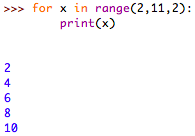 >>> for x in range(2,11,2):
        print(x)
2
4
6
8
10